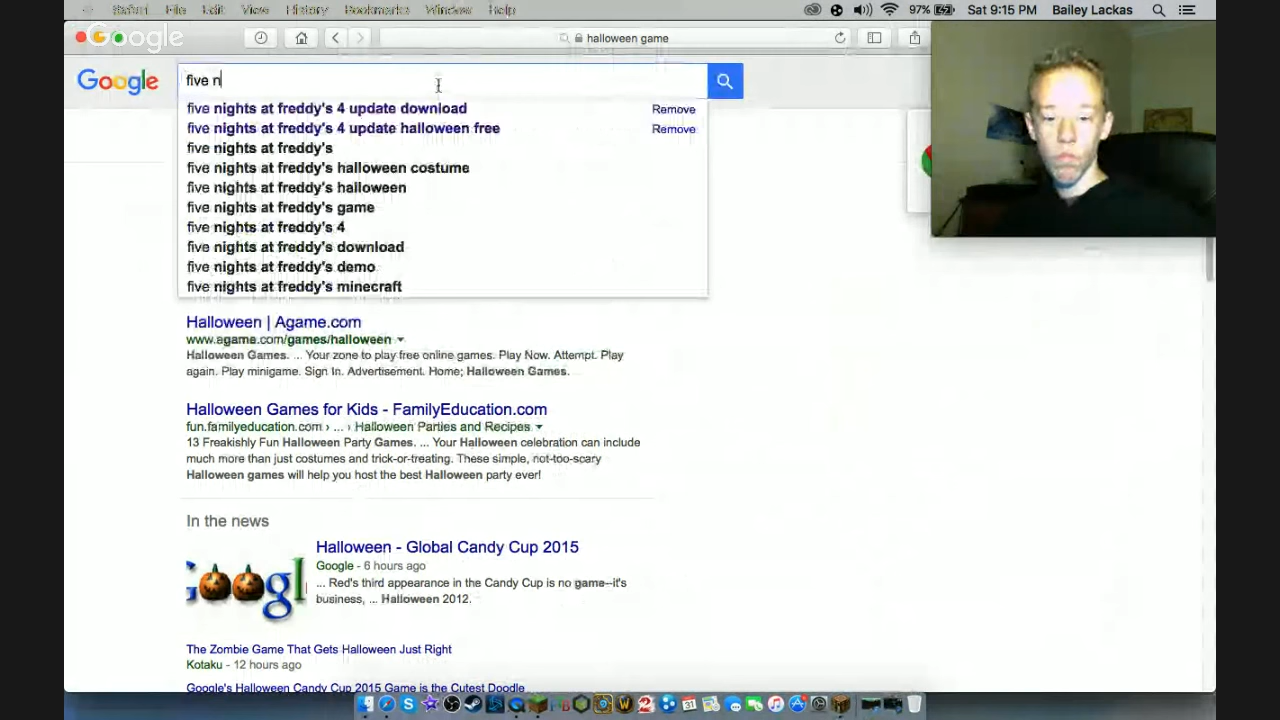 Safari File Edit View History Bookmarks Window Help
97% Sat 9:15 PM Bailey Lackas
Google
halloween game
Google
five n
five nights at freddy's 4 update download Remove
five nights at freddy's 4 update halloween free Remove
five nights at freddy's
five nights at freddy's halloween costume
five nights at freddy's halloween
five nights at freddy's game
five nights at freddy's 4
five nights at freddy's download
five nights at freddy's demo
five nights at freddy's minecraft
Halloween | Agame.com
www.agame.com/games/halloween
Halloween Games. ... Your zone to play free online games. Play Now. Attempt. Play
again. Play minigame. Sign In. Advertisement. Home; Halloween Games.
Halloween Games for Kids - FamilyEducation.com
fun.familyeducation.com › ... › Halloween Parties and Recipes
13 Freakishly Fun Halloween Party Games. ... Your Halloween celebration can include
much more than just costumes and trick-or-treating. These simple, not-too-scary
Halloween games will help you host the best Halloween party ever!
In the news
Halloween - Global Candy Cup 2015
Google - 6 hours ago
... Red's third appearance in the Candy Cup is no game--it's
business, ... Halloween 2012.
The Zombie Game That Gets Halloween Just Right
Kotaku - 12 hours ago
Google's Halloween Candy Cup 2015 Game is the Cutest Doodle